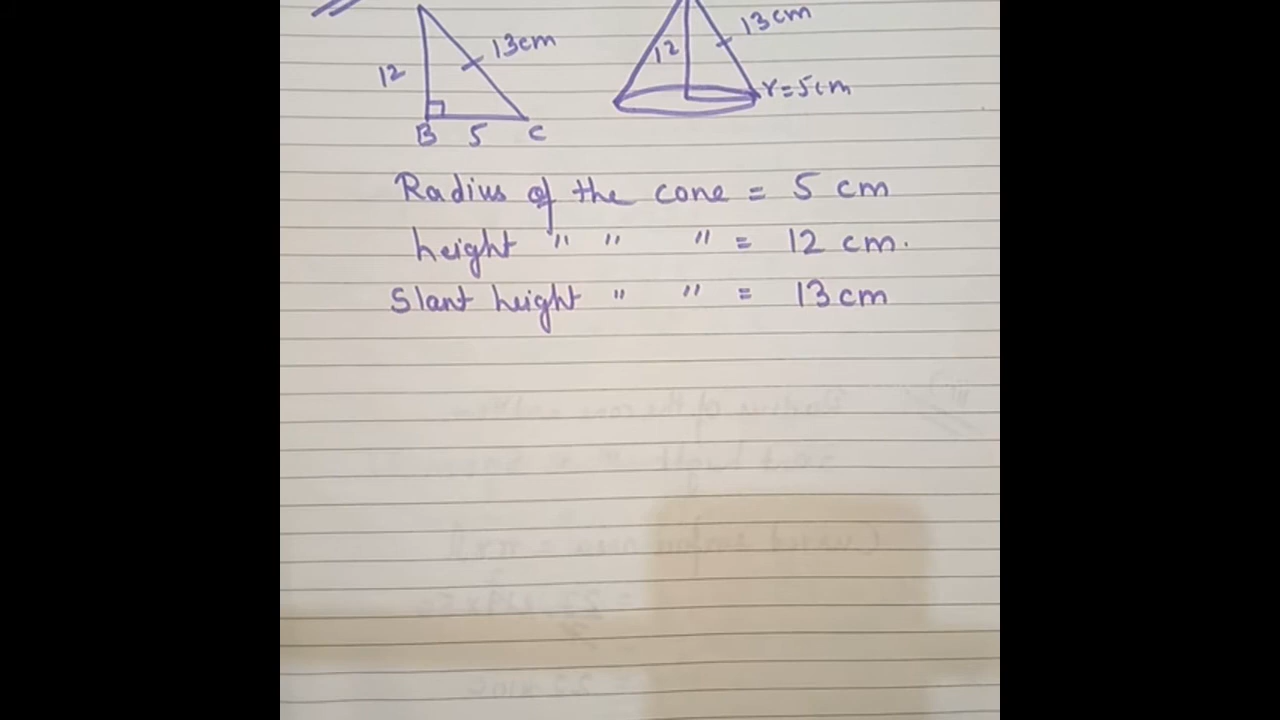 13cm
12
B 5 C
13cm
12
r=5cm
Radius of the cone = 5 cm
height " " " = 12 cm.
Slant height " " = 13 cm